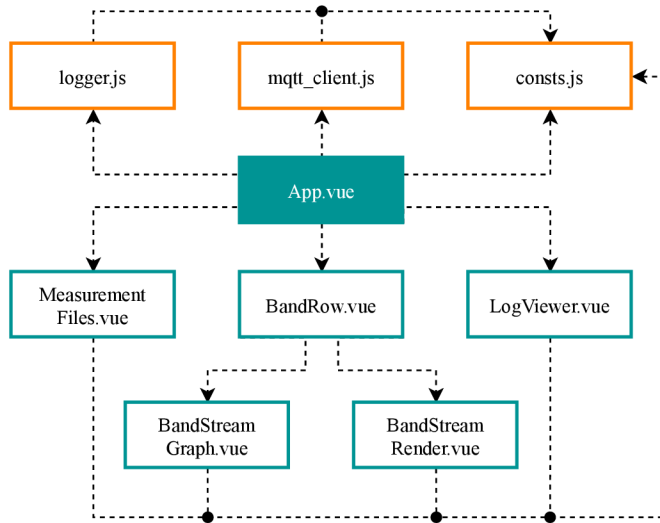 logger.js
mqtt_client.js
consts.js
App.vue
Measurement
Files.vue
BandRow.vue
LogViewer.vue
BandStream
Graph.vue
BandStream
Render.vue